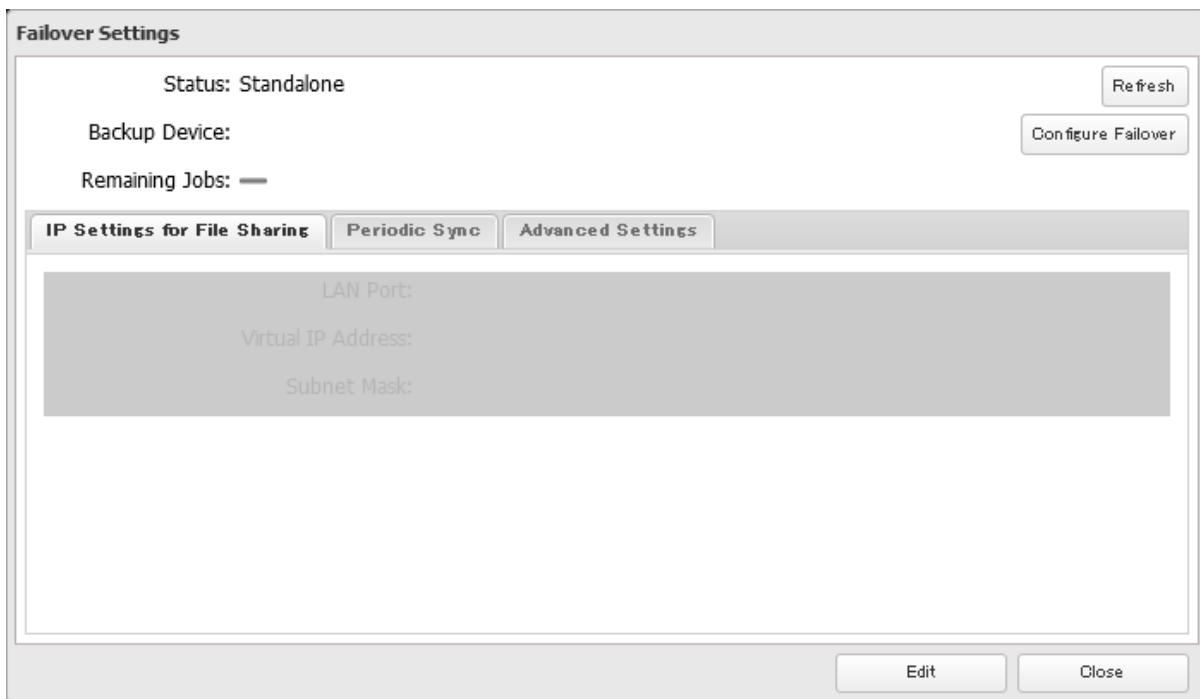 Failover Settings
Status: Standalone
Refresh
Backup Device:
Configure Failover
Remaining Jobs:
IP Settings for File Sharing Periodic Sync Advanced Settings
LAN Port:
Virtual IP Address:
Subnet Mask:
Edit Close